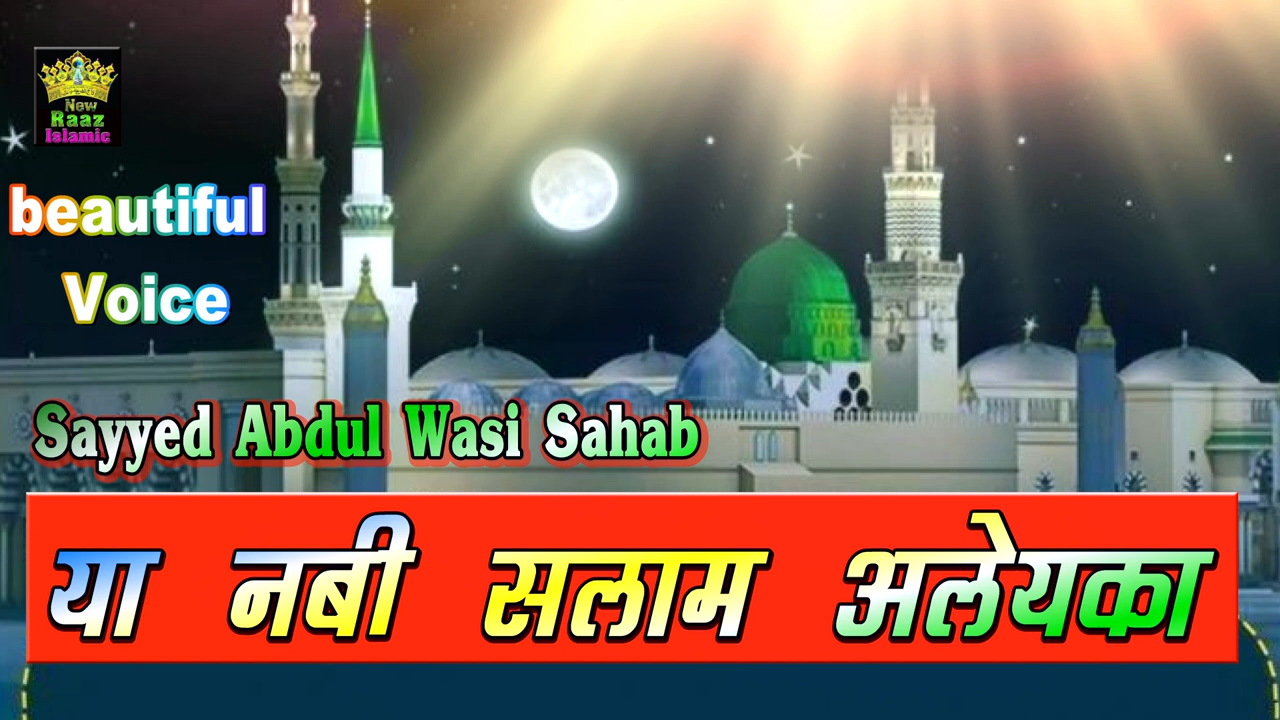 New
Raaz
Islamic
beautiful
Voice
Sayyed Abdul Wasi Sahab
या नबी सलाम अलेयका